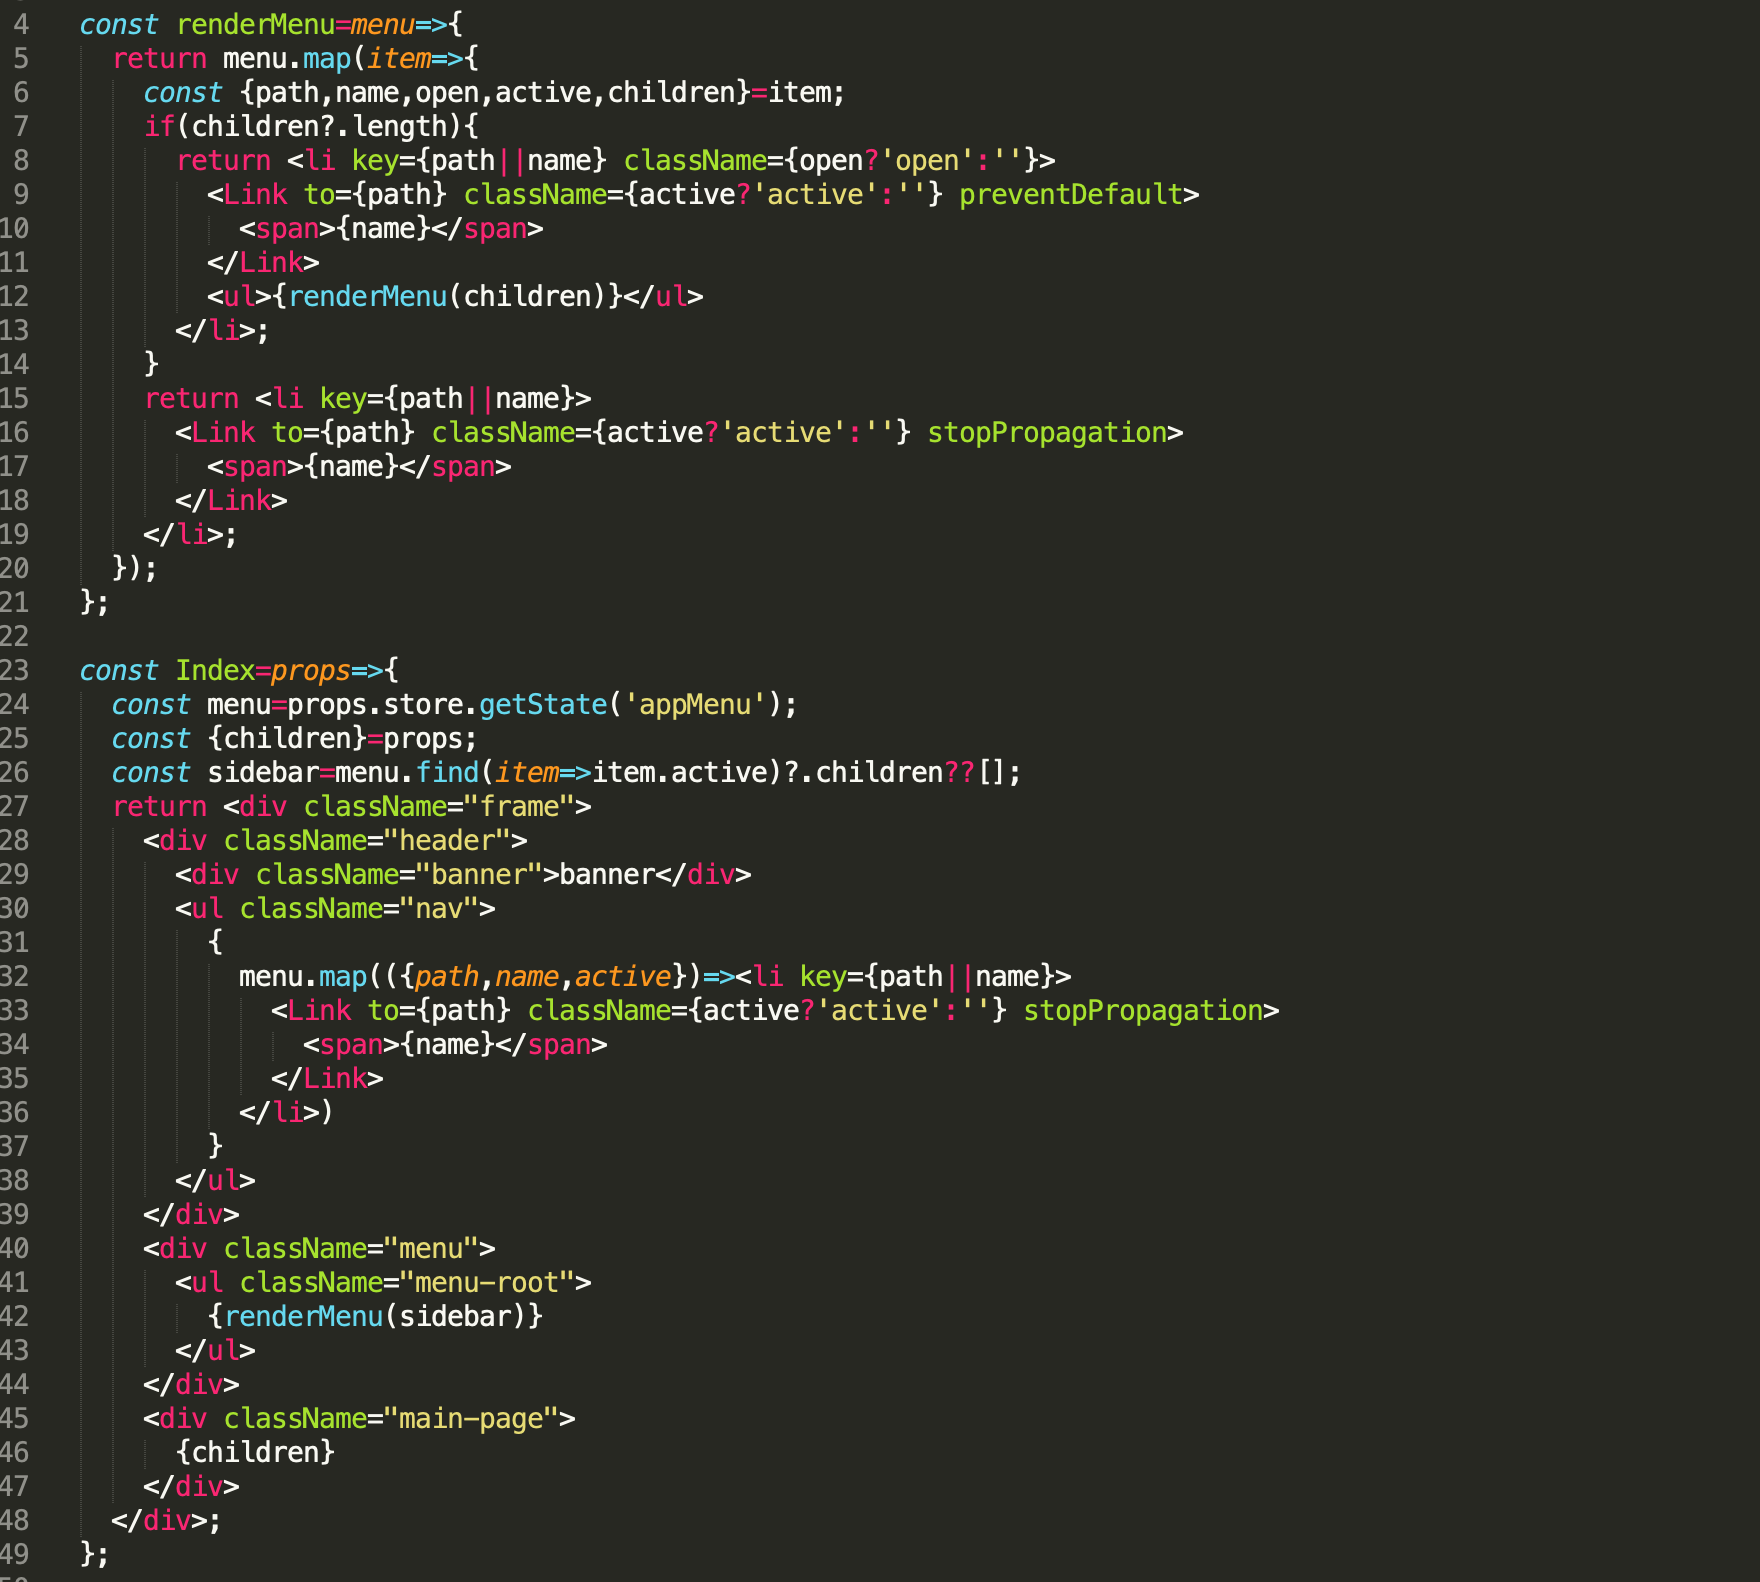 4 const renderMenu=menu=>{
5 return menu.map(item=>{
6 const {path,name,open,active,children}=item;
7 if(children?.length){
8 return <li key={path||name} className={open?'open':''}>
9 <Link to={path} className={active?'active':''} preventDefault>
10 <span>{name}</span>
11 </Link>
12 <ul>{renderMenu(children)}</ul>
13 </li>;
14 }
15 return <li key={path||name}>
16 <Link to={path} className={active?'active':''} stopPropagation>
17 <span>{name}</span>
18 </Link>
19 </li>;
20 });
21 };
22
23 const Index=props=>{
24 const menu=props.store.getState('appMenu');
25 const {children}=props;
26 const sidebar=menu.find(item=>item.active)?.children??[];
27 return <div className="frame">
28 <div className="header">
29 <div className="banner">banner</div>
30 <ul className="nav">
31 {
32 menu.map(({path,name,active})=><li key={path||name}>
33 <Link to={path} className={active?'active':''} stopPropagation>
34 <span>{name}</span>
35 </Link>
36 </li>)
37 }
38 </ul>
39 </div>
40 <div className="menu">
41 <ul className="menu-root">
42 {renderMenu(sidebar)}
43 </ul>
44 </div>
45 <div className="main-page">
46 {children}
47 </div>
48 </div>;
49 };